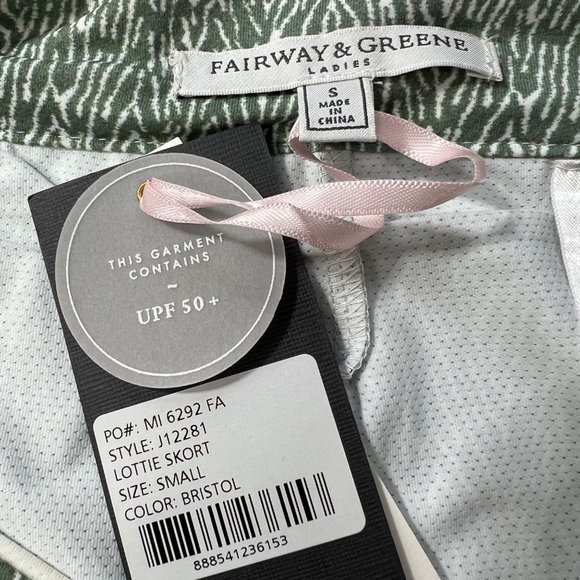 FAIRWAY & GREENE
LADIES
S
MADE IN
CHINA
THIS GARMENT
CONTAINS
~
UPF 50+
PO#: MI 6292 FA
STYLE: J12281
LOTTIE SKORT
SIZE: SMALL
COLOR: BRISTOL
888541236153